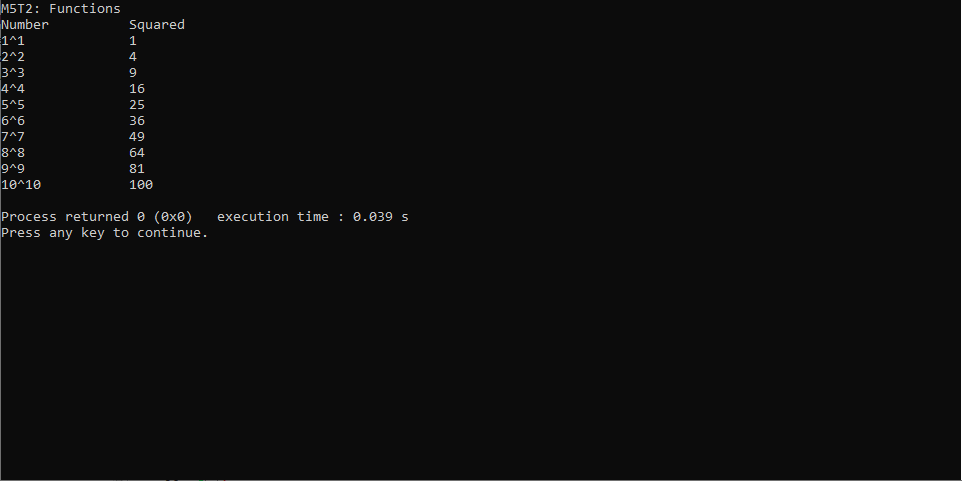 M5T2: Functions
Number Squared
1^1 1
2^2 4
3^3 9
4^4 16
5^5 25
6^6 36
7^7 49
8^8 64
9^9 81
10^10 100
Process returned 0 (0x0) execution time : 0.039 s
Press any key to continue.